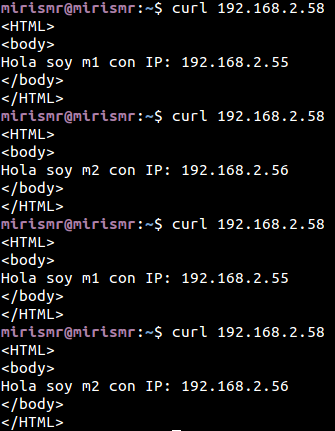 mirismr@mirismr:~$ curl 192.168.2.58
<HTML>
<body>
Hola soy m1 con IP: 192.168.2.55
</body>
</HTML>
mirismr@mirismr:~$ curl 192.168.2.58
<HTML>
<body>
Hola soy m2 con IP: 192.168.2.56
</body>
</HTML>
mirismr@mirismr:~$ curl 192.168.2.58
<HTML>
<body>
Hola soy m1 con IP: 192.168.2.55
</body>
</HTML>
mirismr@mirismr:~$ curl 192.168.2.58
<HTML>
<body>
Hola soy m2 con IP: 192.168.2.56
</body>
</HTML>